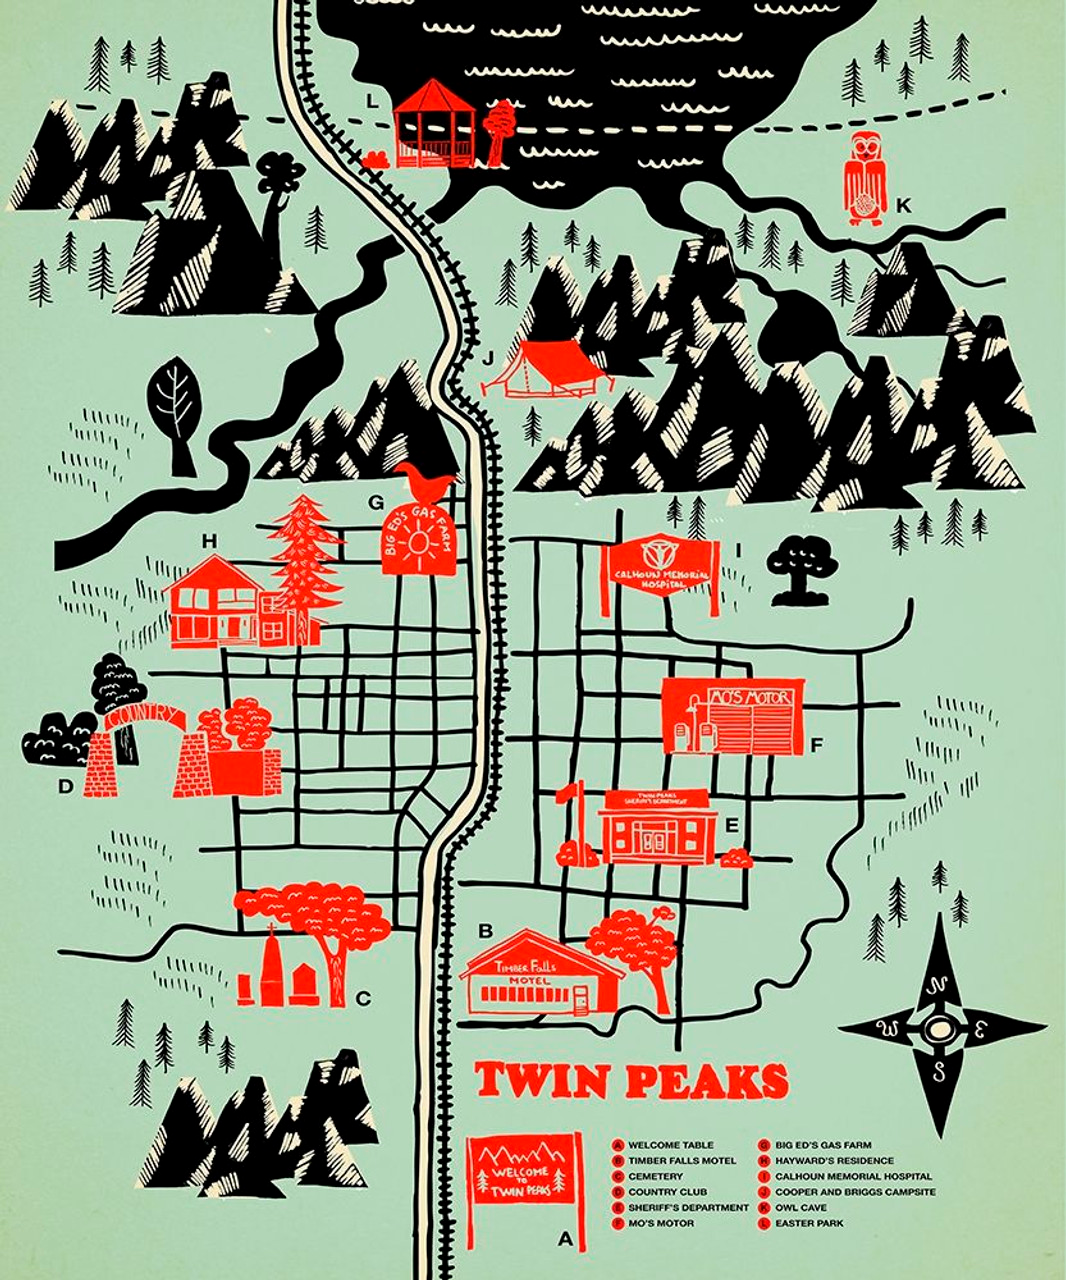 L
K
J
G
BIG ED'S GAS FARM
H
I
CALHOUN MEMORIAL
HOSPITAL
COUNTRY
D
MO'S MOTOR
F
TWIN PEAKS
SHERIFF'S DEPARTMENT
E
B
TIMBER FALLS
MOTEL
C
N
W
E
S
TWIN PEAKS
WELCOME
TO
TWIN PEAKS
A
A WELCOME TABLE
B TIMBER FALLS MOTEL
C CEMETERY
D COUNTRY CLUB
E SHERIFF'S DEPARTMENT
F MO'S MOTOR
G BIG ED'S GAS FARM
H HAYWARD'S RESIDENCE
I CALHOUN MEMORIAL HOSPITAL
J COOPER AND BRIGGS CAMPSITE
K OWL CAVE
L EASTER PARK